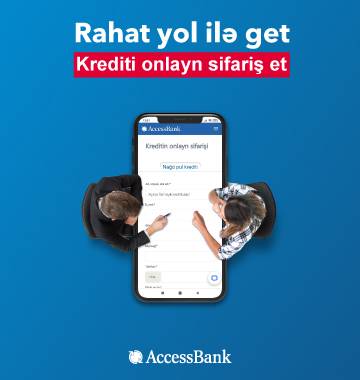 Rahat yol ilə get
Krediti onlayn sifariş et
AccessBank
Kreditin onlayn sifarişi
Nağd pul krediti
AccessBank